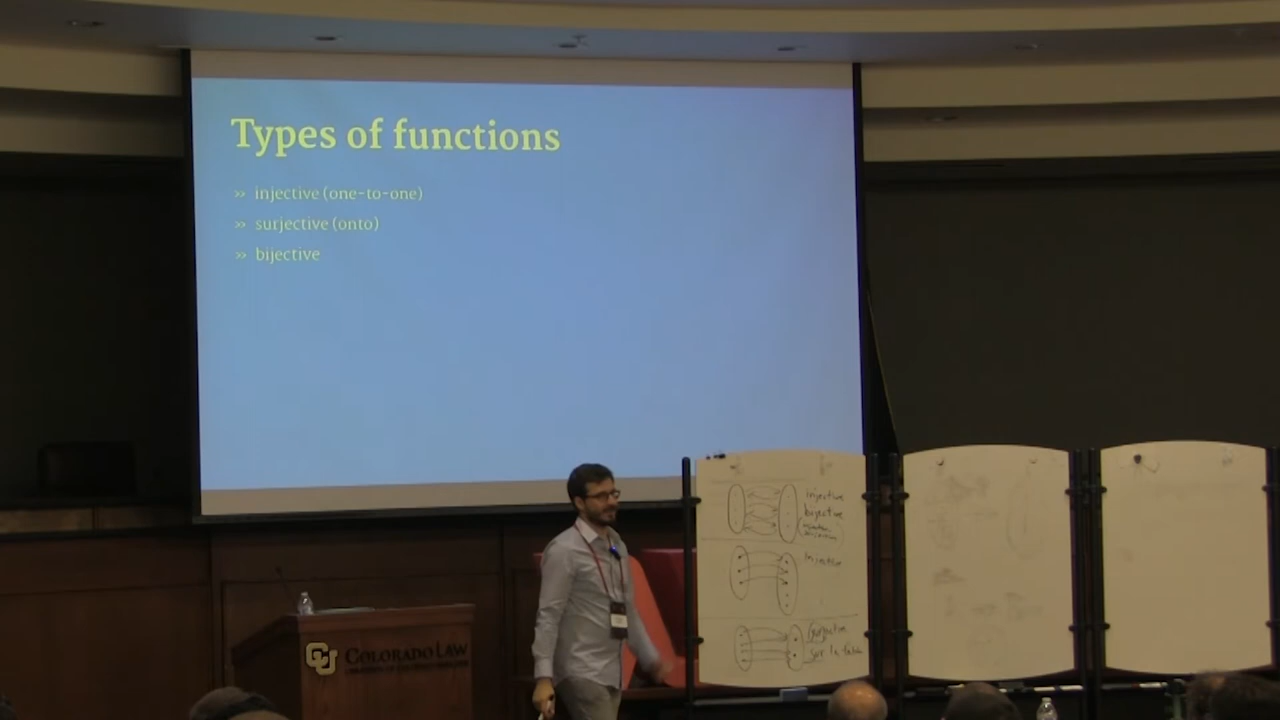 Types of functions
» injective (one-to-one)
» surjective (onto)
» bijective
injective
bijective
injective
Surjective
sur la table
COLORADO LAW